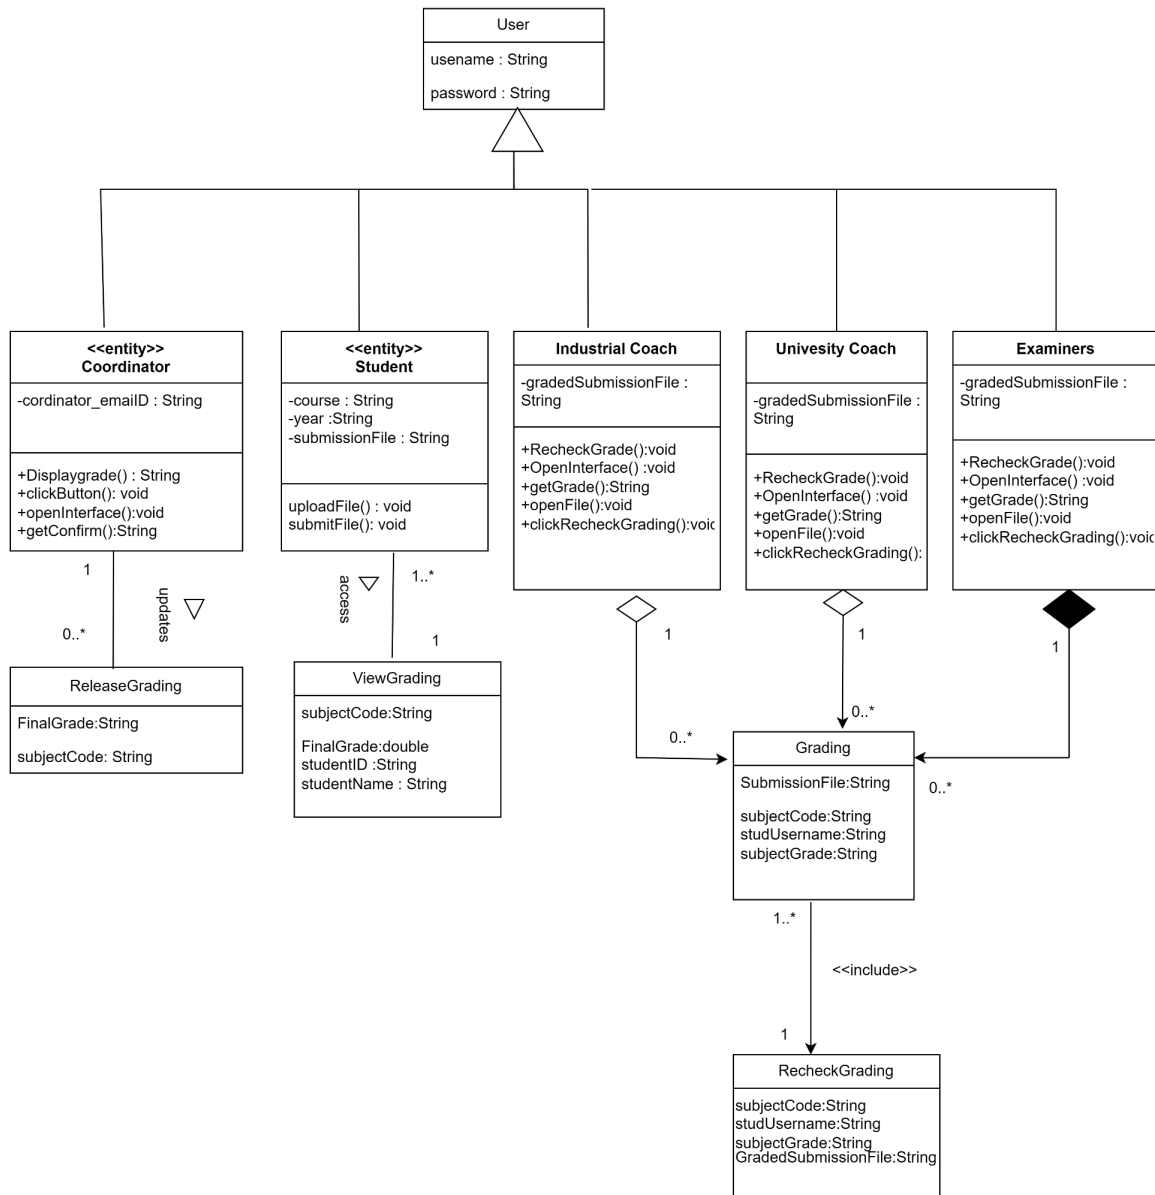 User
usename : String
password : String
<<entity>>
Coordinator
-cordinator_emailID : String
+Displaygrade() : String
+clickButton(): void
+openInterface():void
+getConfirm():String
<<entity>>
Student
-course : String
-year :String
-submissionFile : String
uploadFile() : void
submitFile(): void
Industrial Coach
-gradedSubmissionFile :
String
+RecheckGrade():void
+OpenInterface() :void
+getGrade():String
+openFile():void
+clickRecheckGrading():voic
Univesity Coach
-gradedSubmissionFile :
String
+RecheckGrade():void
+OpenInterface() :void
+getGrade():String
+openFile():void
+clickRecheckGrading():
Examiners
-gradedSubmissionFile :
String
+RecheckGrade():void
+OpenInterface() :void
+getGrade():String
+openFile():void
+clickRecheckGrading():voic
1
updates
0..*
access
1..*
1
1
0..*
1
0..*
1
0..*
ReleaseGrading
FinalGrade:String
subjectCode: String
ViewGrading
subjectCode:String
FinalGrade:double
studentID :String
studentName : String
Grading
SubmissionFile:String
subjectCode:String
studUsername:String
subjectGrade:String
1..*
<<include>>
1
RecheckGrading
subjectCode:String
studUsername:String
subjectGrade:String
GradedSubmissionFile:String